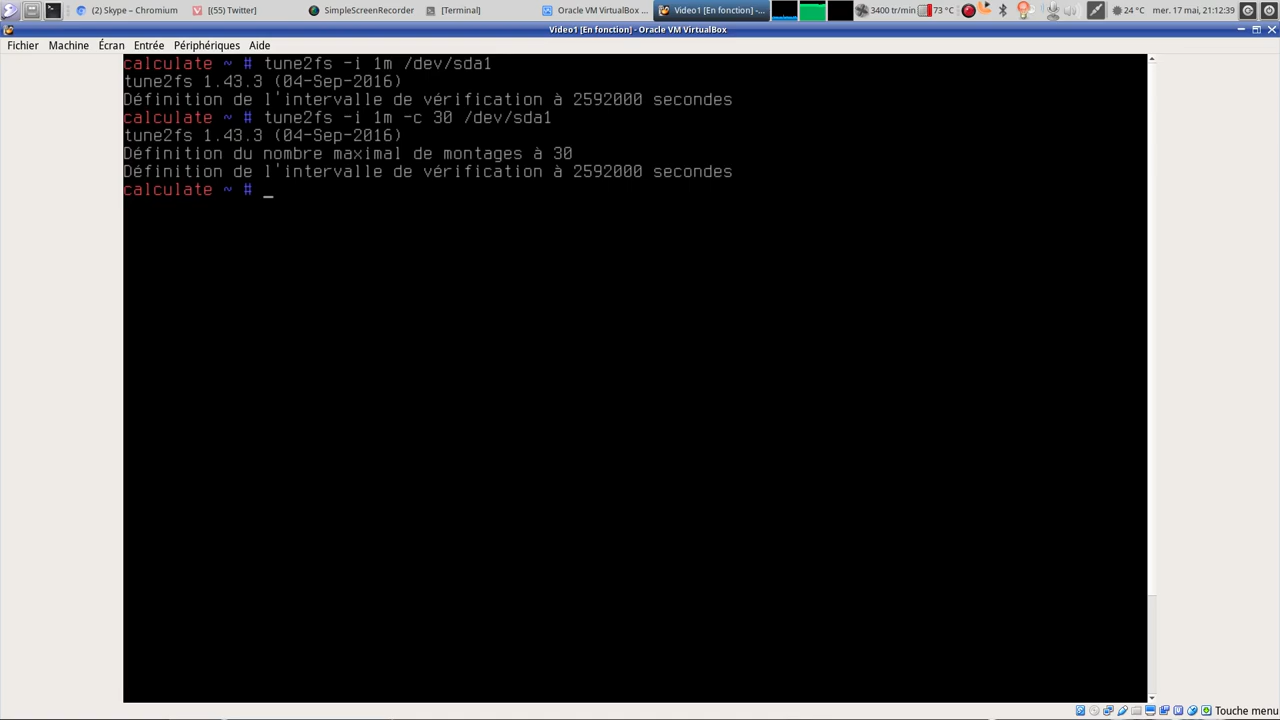 (2) Skype – Chromium
((55) Twitter]
SimpleScreenRecorder
[Terminal]
Oracle VM VirtualBox ...
Video1 [En fonction] -...
3400 tr/min
73 °C
24 °C
mer. 17 mai, 21:12:39
Video1 [En fonction] - Oracle VM VirtualBox
Fichier Machine Écran Entrée Périphériques Aide
calculate ~ # tune2fs -i 1m /dev/sda1
tune2fs 1.43.3 (04-Sep-2016)
Définition de l'intervalle de vérification à 2592000 secondes
calculate ~ # tune2fs -i 1m -c 30 /dev/sda1
tune2fs 1.43.3 (04-Sep-2016)
Définition du nombre maximal de montages à 30
Définition de l'intervalle de vérification à 2592000 secondes
calculate ~ # _
Touche menu